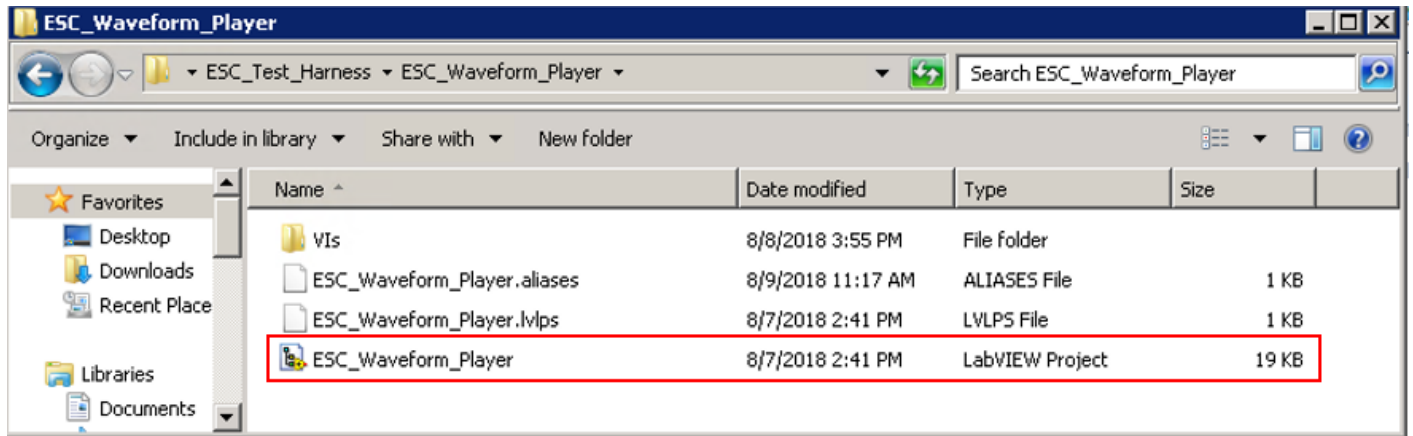 ESC_Waveform_Player
ESC_Test_Harness ESC_Waveform_Player Search ESC_Waveform_Player
Organize Include in library Share with New folder
Favorites Name Date modified Type Size
Desktop VIs 8/8/2018 3:55 PM File folder
Downloads ESC_Waveform_Player.aliases 8/9/2018 11:17 AM ALIASES File 1 KB
Recent Place ESC_Waveform_Player.lvlps 8/7/2018 2:41 PM LVLPS File 1 KB
ESC_Waveform_Player 8/7/2018 2:41 PM LabVIEW Project 19 KB
Libraries
Documents